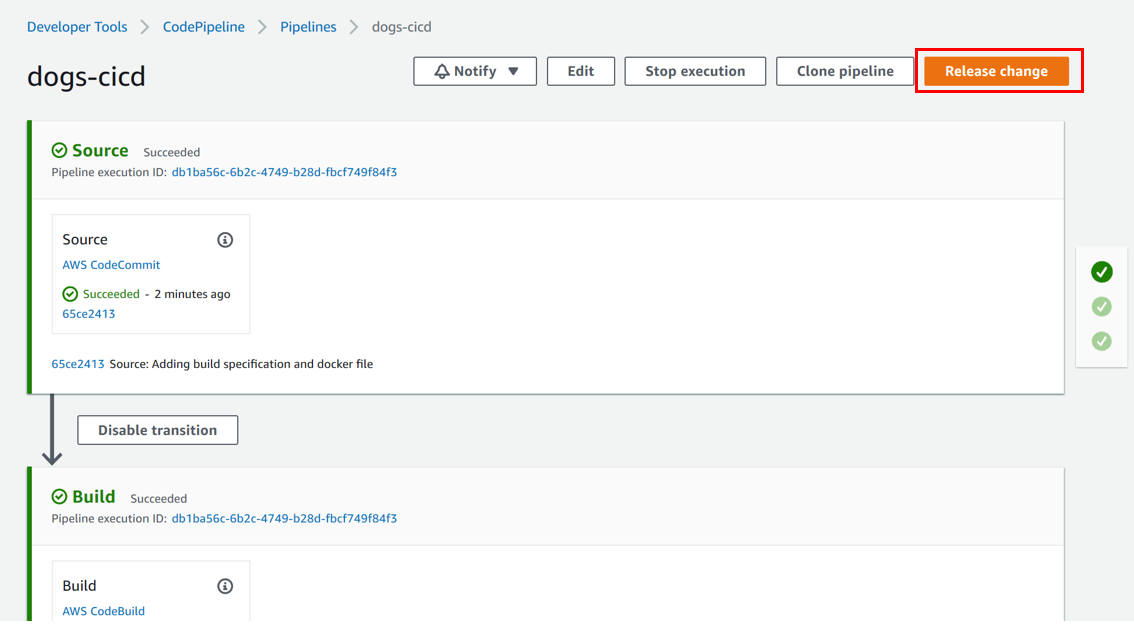 Developer Tools > CodePipeline > Pipelines > dogs-cicd
dogs-cicd
Notify ▼ Edit Stop execution Clone pipeline Release change
Source Succeeded
Pipeline execution ID: db1ba56c-6b2c-4749-b28d-fbcf749f84f3
Source
AWS CodeCommit
Succeeded - 2 minutes ago
65ce2413
65ce2413 Source: Adding build specification and docker file
Disable transition
Build Succeeded
Pipeline execution ID: db1ba56c-6b2c-4749-b28d-fbcf749f84f3
Build
AWS CodeBuild